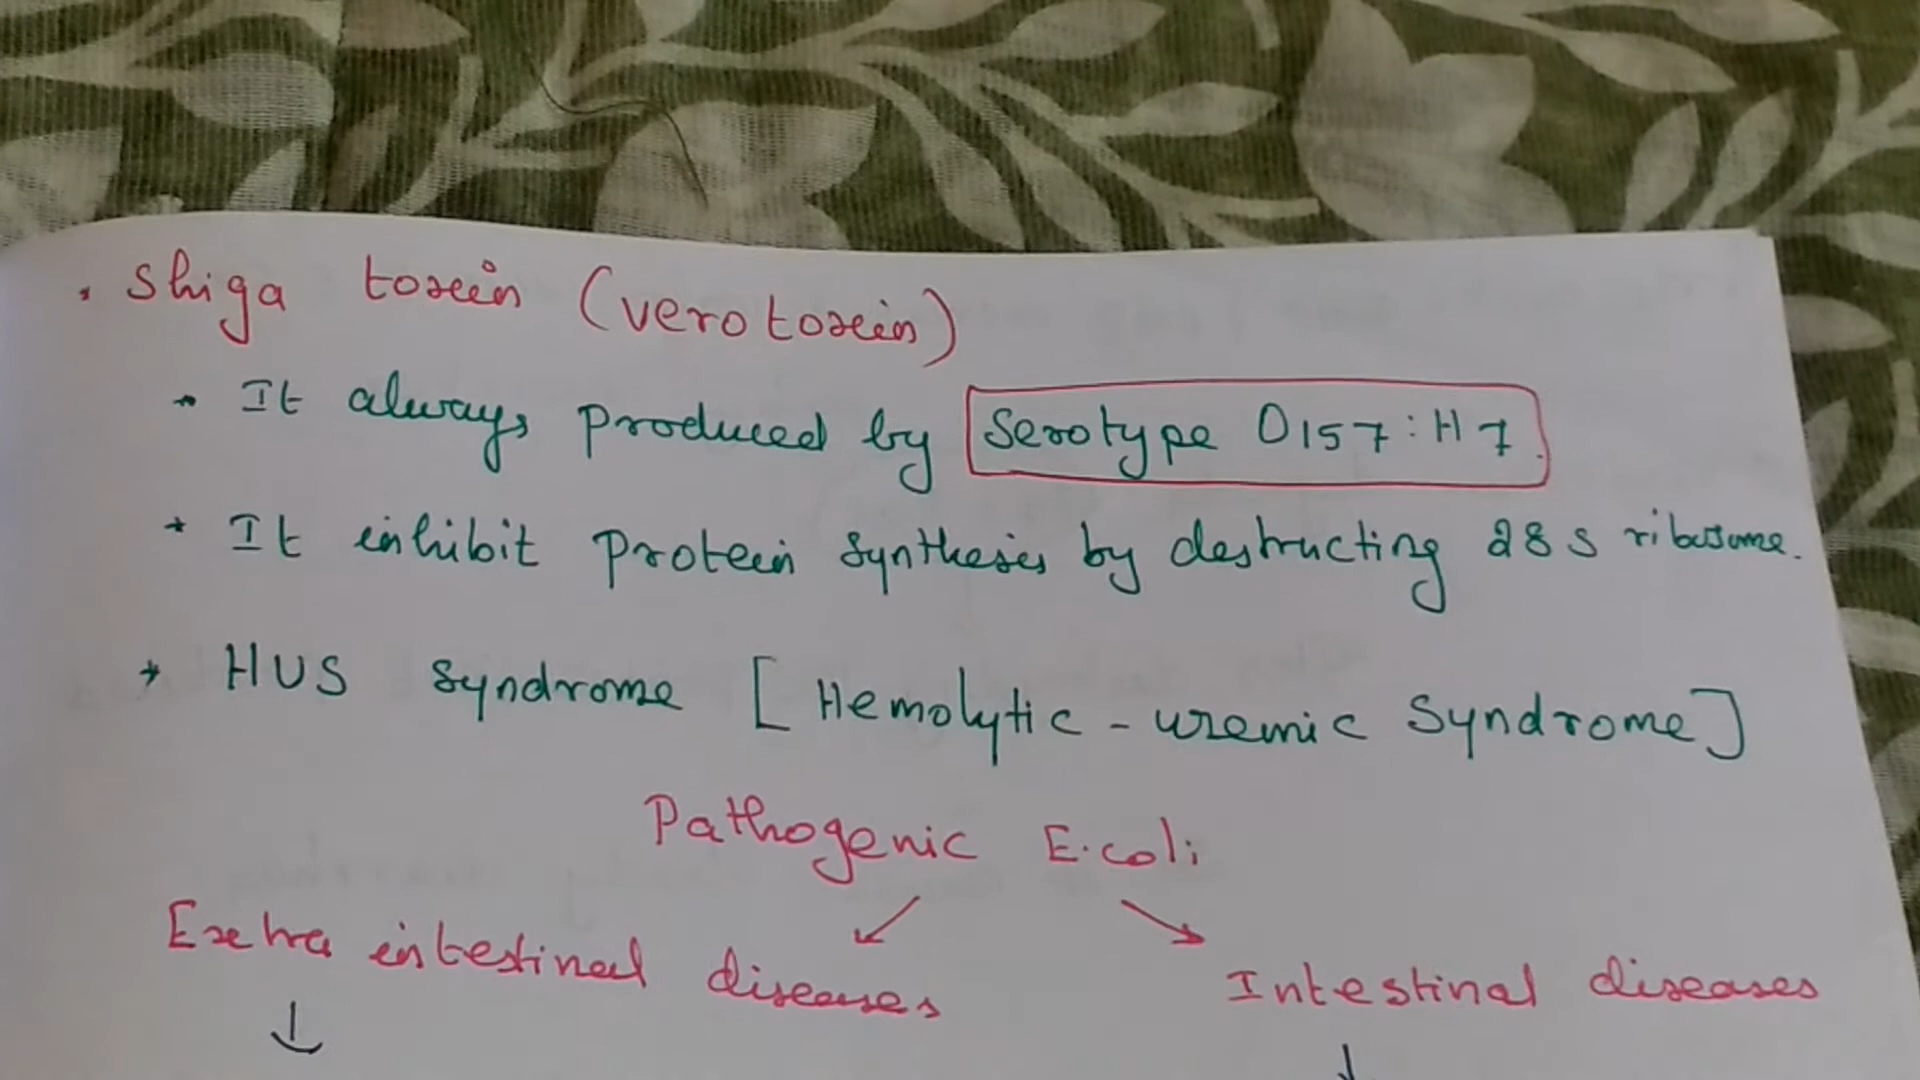 • Shiga toxin (verotoxin)
• It always produced by Serotype O157:H7.
* It inhibit protein synthesis by destructing 28 S ribosome.
* HUS Syndrome [Hemolytic - uremic Syndrome]
Pathogenic E.coli
↙ ↘
Extra intestinal diseases Intestinal diseases
↓ ↓